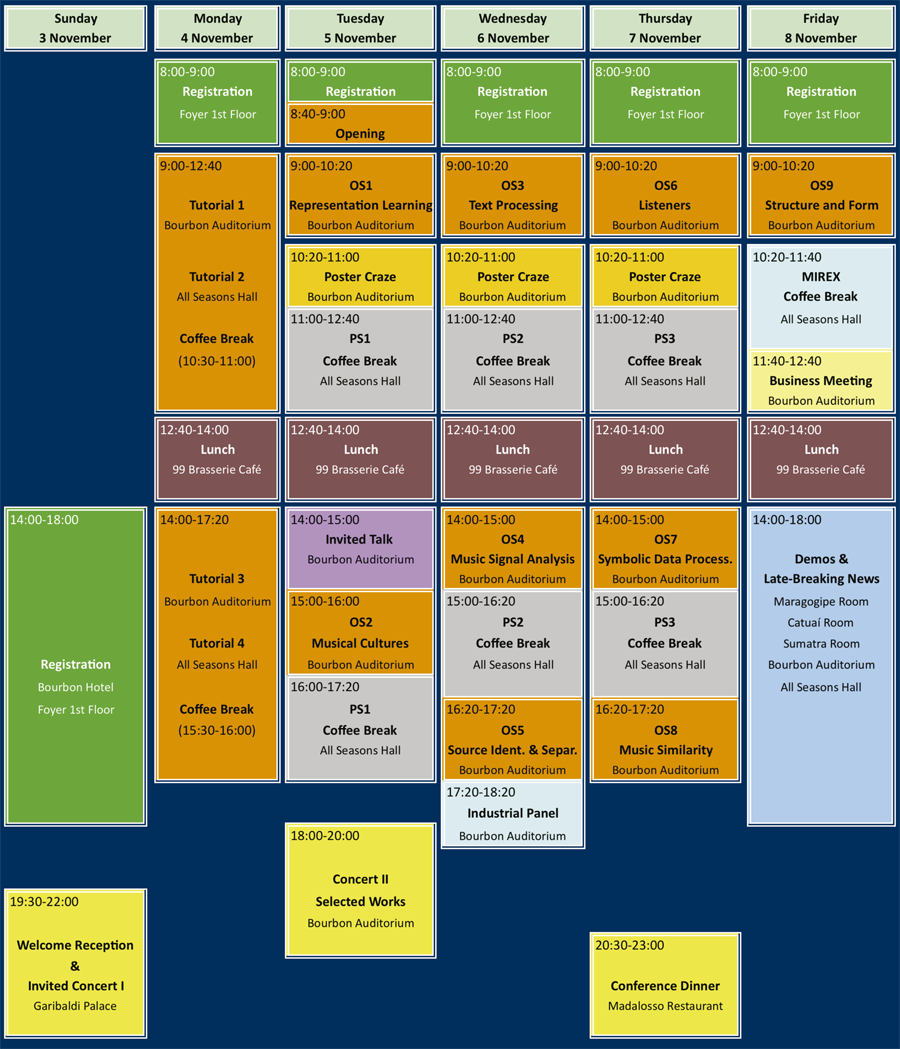 Sunday
3 November
Monday
4 November
Tuesday
5 November
Wednesday
6 November
Thursday
7 November
Friday
8 November
8:00-9:00
Registration
Foyer 1st Floor
8:00-9:00
Registration
8:40-9:00
Opening
8:00-9:00
Registration
Foyer 1st Floor
8:00-9:00
Registration
Foyer 1st Floor
8:00-9:00
Registration
Foyer 1st Floor
9:00-12:40
Tutorial 1
Bourbon Auditorium
Tutorial 2
All Seasons Hall
Coffee Break
(10:30-11:00)
9:00-10:20
OS1
Representation Learning
Bourbon Auditorium
9:00-10:20
OS3
Text Processing
Bourbon Auditorium
9:00-10:20
OS6
Listeners
Bourbon Auditorium
9:00-10:20
OS9
Structure and Form
Bourbon Auditorium
10:20-11:00
Poster Craze
Bourbon Auditorium
10:20-11:00
Poster Craze
Bourbon Auditorium
10:20-11:00
Poster Craze
Bourbon Auditorium
10:20-11:40
MIREX
Coffee Break
All Seasons Hall
11:00-12:40
PS1
Coffee Break
All Seasons Hall
11:00-12:40
PS2
Coffee Break
All Seasons Hall
11:00-12:40
PS3
Coffee Break
All Seasons Hall
11:40-12:40
Business Meeting
Bourbon Auditorium
12:40-14:00
Lunch
99 Brasserie Café
12:40-14:00
Lunch
99 Brasserie Café
12:40-14:00
Lunch
99 Brasserie Café
12:40-14:00
Lunch
99 Brasserie Café
12:40-14:00
Lunch
99 Brasserie Café
14:00-18:00
Registration
Bourbon Hotel
Foyer 1st Floor
14:00-17:20
Tutorial 3
Bourbon Auditorium
Tutorial 4
All Seasons Hall
Coffee Break
(15:30-16:00)
14:00-15:00
Invited Talk
Bourbon Auditorium
14:00-15:00
OS4
Music Signal Analysis
Bourbon Auditorium
14:00-15:00
OS7
Symbolic Data Process.
Bourbon Auditorium
14:00-18:00
Demos &
Late-Breaking News
Maragogipe Room
Catuaí Room
Sumatra Room
Bourbon Auditorium
All Seasons Hall
15:00-16:00
OS2
Musical Cultures
Bourbon Auditorium
15:00-16:20
PS2
Coffee Break
All Seasons Hall
15:00-16:20
PS3
Coffee Break
All Seasons Hall
16:00-17:20
PS1
Coffee Break
All Seasons Hall
16:20-17:20
OS5
Source Ident. & Separ.
Bourbon Auditorium
16:20-17:20
OS8
Music Similarity
Bourbon Auditorium
17:20-18:20
Industrial Panel
Bourbon Auditorium
18:00-20:00
Concert II
Selected Works
Bourbon Auditorium
19:30-22:00
Welcome Reception
&
Invited Concert I
Garibaldi Palace
20:30-23:00
Conference Dinner
Madalosso Restaurant